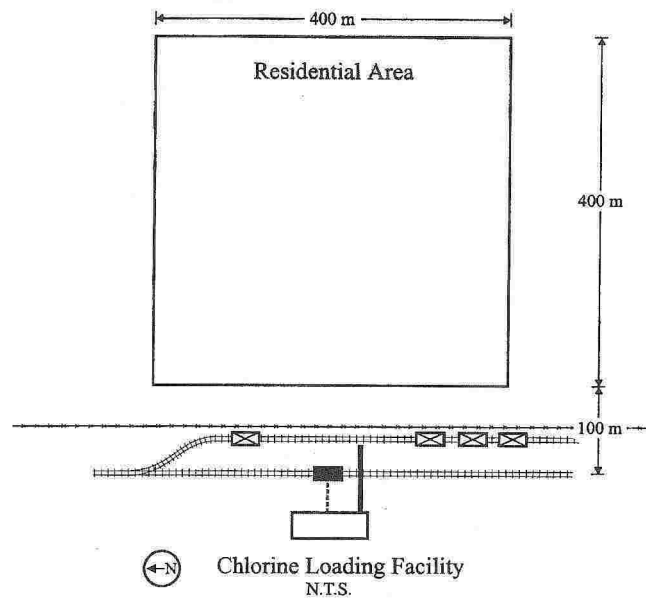 400 m
Residential Area
400 m
100 m
N
Chlorine Loading Facility
N.T.S.